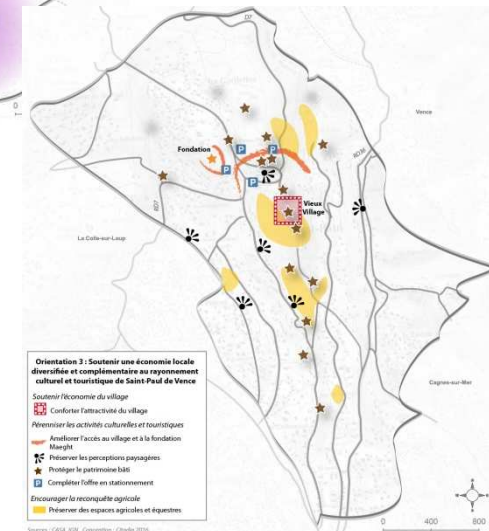 D7
Vence
Fondation
P
P
P
P
Vieux
Village
La Colle-sur-Loup
Cagnes-sur-Mer
Orientation 3 : Soutenir une économie locale
diversifiée et complémentaire au rayonnement
culturel et touristique de Saint-Paul de Vence
Soutenir l'économie du village
Conforter l'attractivité du village
Pérenniser les activités culturelles et touristiques
Améliorer l'accès au village et à la fondation
Maeght
Préserver les perceptions paysagères
Protéger le patrimoine bâti
P Compléter l'offre en stationnement
Encourager la reconquête agricole
Préserver des espaces agricoles et équestres
0 400 800